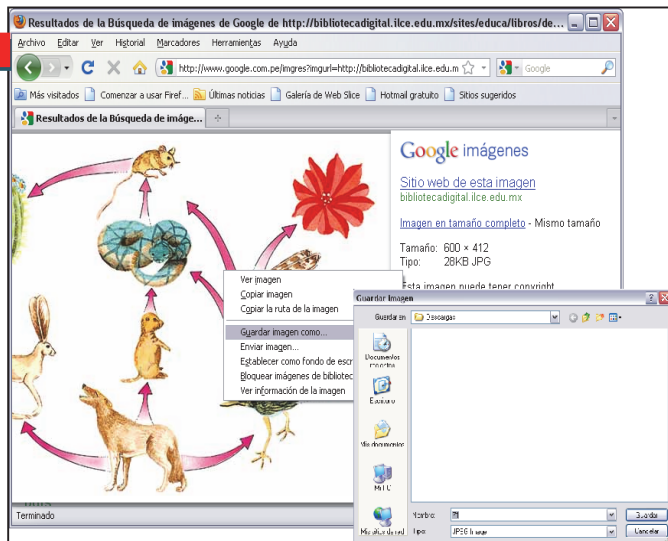 Resultados de la Búsqueda de imágenes de Google de http://bibliotecadigital.ilce.edu.mx/sites/educa/libros/de...
Archivo Editar Ver Historial Marcadores Herramientas Ayuda
http://www.google.com.pe/imgres?imgurl=http://bibliotecadigital.ilce.edu.m
Google
Más visitados Comenzar a usar Firef... Últimas noticias Galería de Web Slice Hotmail gratuito Sitios sugeridos
Resultados de la Búsqueda de imáge...
Google imágenes
Sitio web de esta imagen
bibliotecadigital.ilce.edu.mx
Imagen en tamaño completo - Mismo tamaño
Tamaño: 600 × 412
Tipo: 28KB JPG
Esta imagen puede tener copyright
Ver imagen
Copiar imagen
Copiar la ruta de la imagen
Guardar imagen como...
Enviar imagen...
Establecer como fondo de escr
Bloquear imágenes de bibliotec
Ver información de la imagen
Guardar Imagen
Guardar en: Descargas
Documentos recientes
Escritorio
Mis documentos
Mi PC
Mis sitios de red
Nombre:
Guardar
Tipo: JPEG Image
Cancelar
Terminado